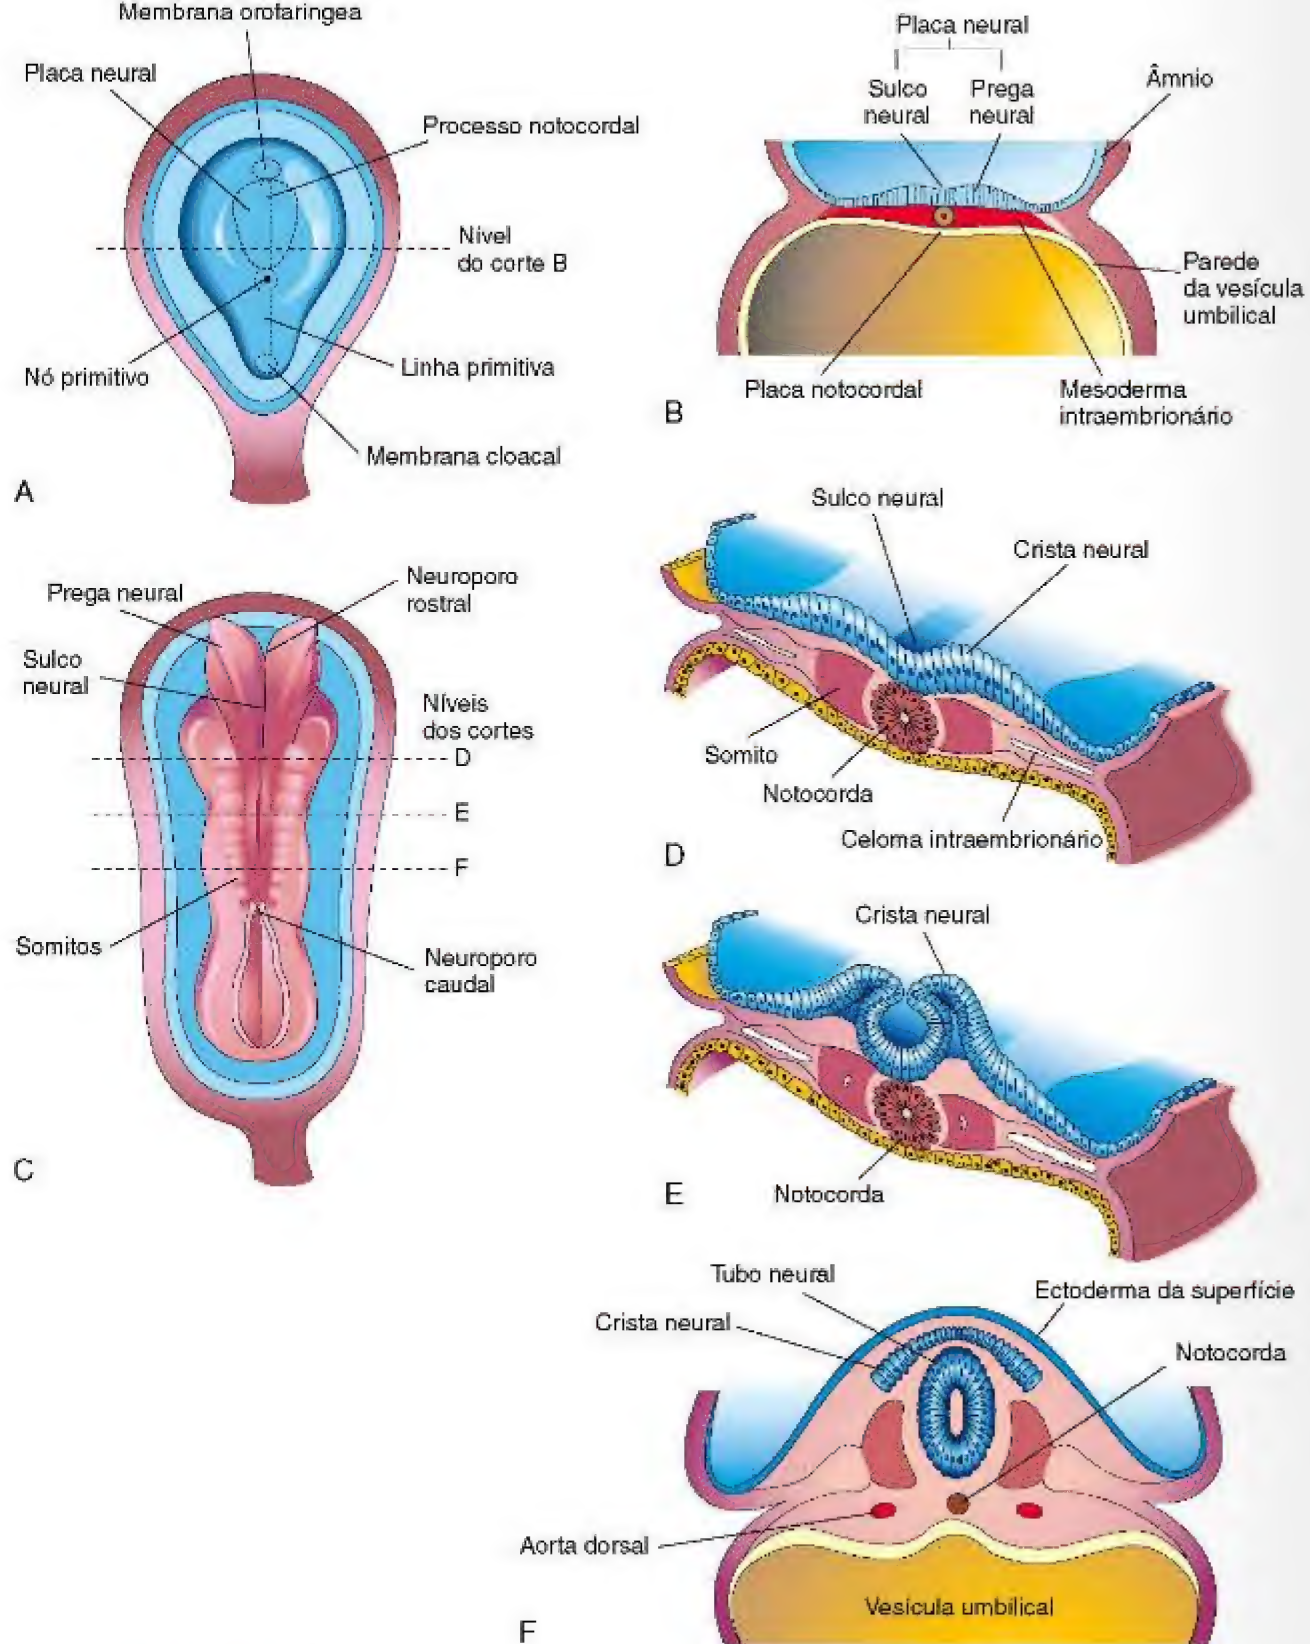 Membrana orofaríngea
Placa neural
Processo notocordal
Nível
do corte B
Nó primitivo
Linha primitiva
Membrana cloacal
A
Placa neural
Sulco
neural
Prega
neural
Âmnio
Parede
da vesícula
umbilical
Placa notocordal
Mesoderma
intraembrionário
B
Prega neural
Neuroporo
rostral
Sulco
neural
Níveis
dos cortes
D
E
F
Somitos
Neuroporo
caudal
C
Sulco neural
Crista neural
Somito
Notocorda
Celoma intraembrionário
D
Crista neural
Notocorda
E
Tubo neural
Ectoderma da superfície
Crista neural
Notocorda
Aorta dorsal
Vesícula umbilical
F